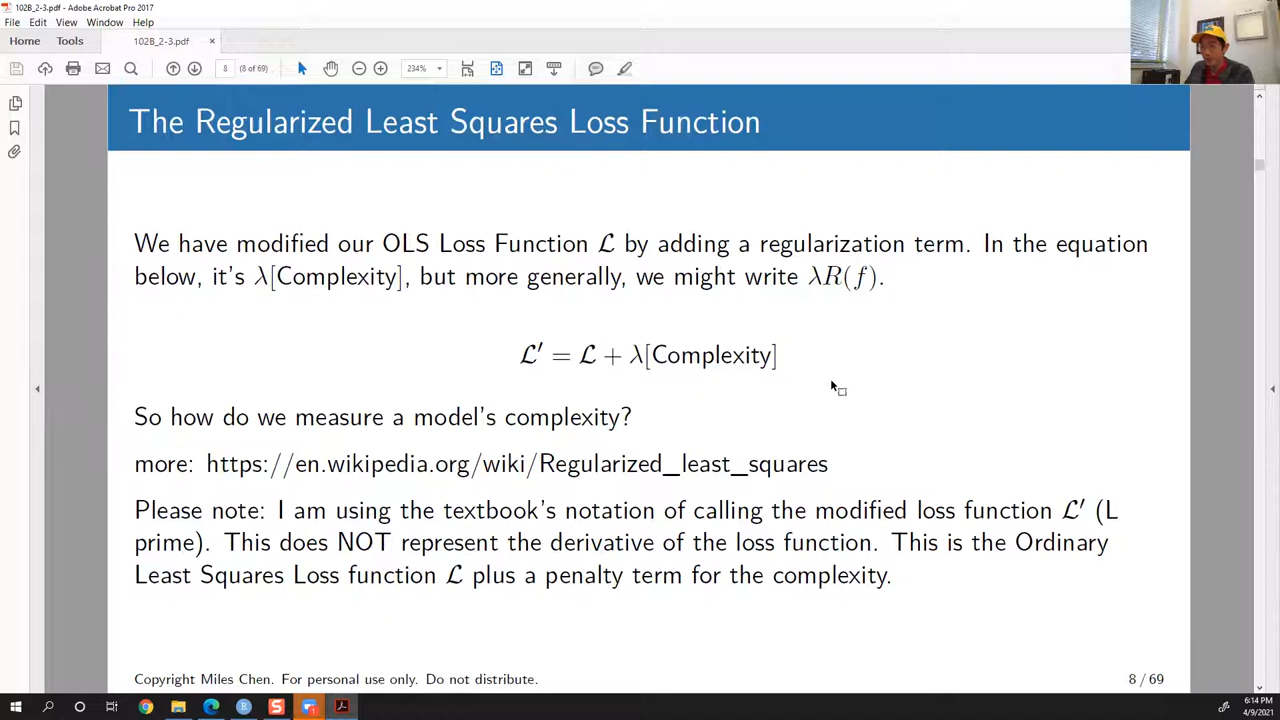 102B_2-3.pdf - Adobe Acrobat Pro 2017
File Edit View Window Help
Home Tools 102B_2-3.pdf ×
8 (8 of 69) 234%
The Regularized Least Squares Loss Function
We have modified our OLS Loss Function ℒ by adding a regularization term. In the equation
below, it's λ[Complexity], but more generally, we might write λR(f).
ℒ′ = ℒ + λ[Complexity]
So how do we measure a model's complexity?
more: https://en.wikipedia.org/wiki/Regularized_least_squares
Please note: I am using the textbook's notation of calling the modified loss function ℒ′ (L
prime). This does NOT represent the derivative of the loss function. This is the Ordinary
Least Squares Loss function ℒ plus a penalty term for the complexity.
Copyright Miles Chen. For personal use only. Do not distribute.
8 / 69
6:14 PM
4/9/2021